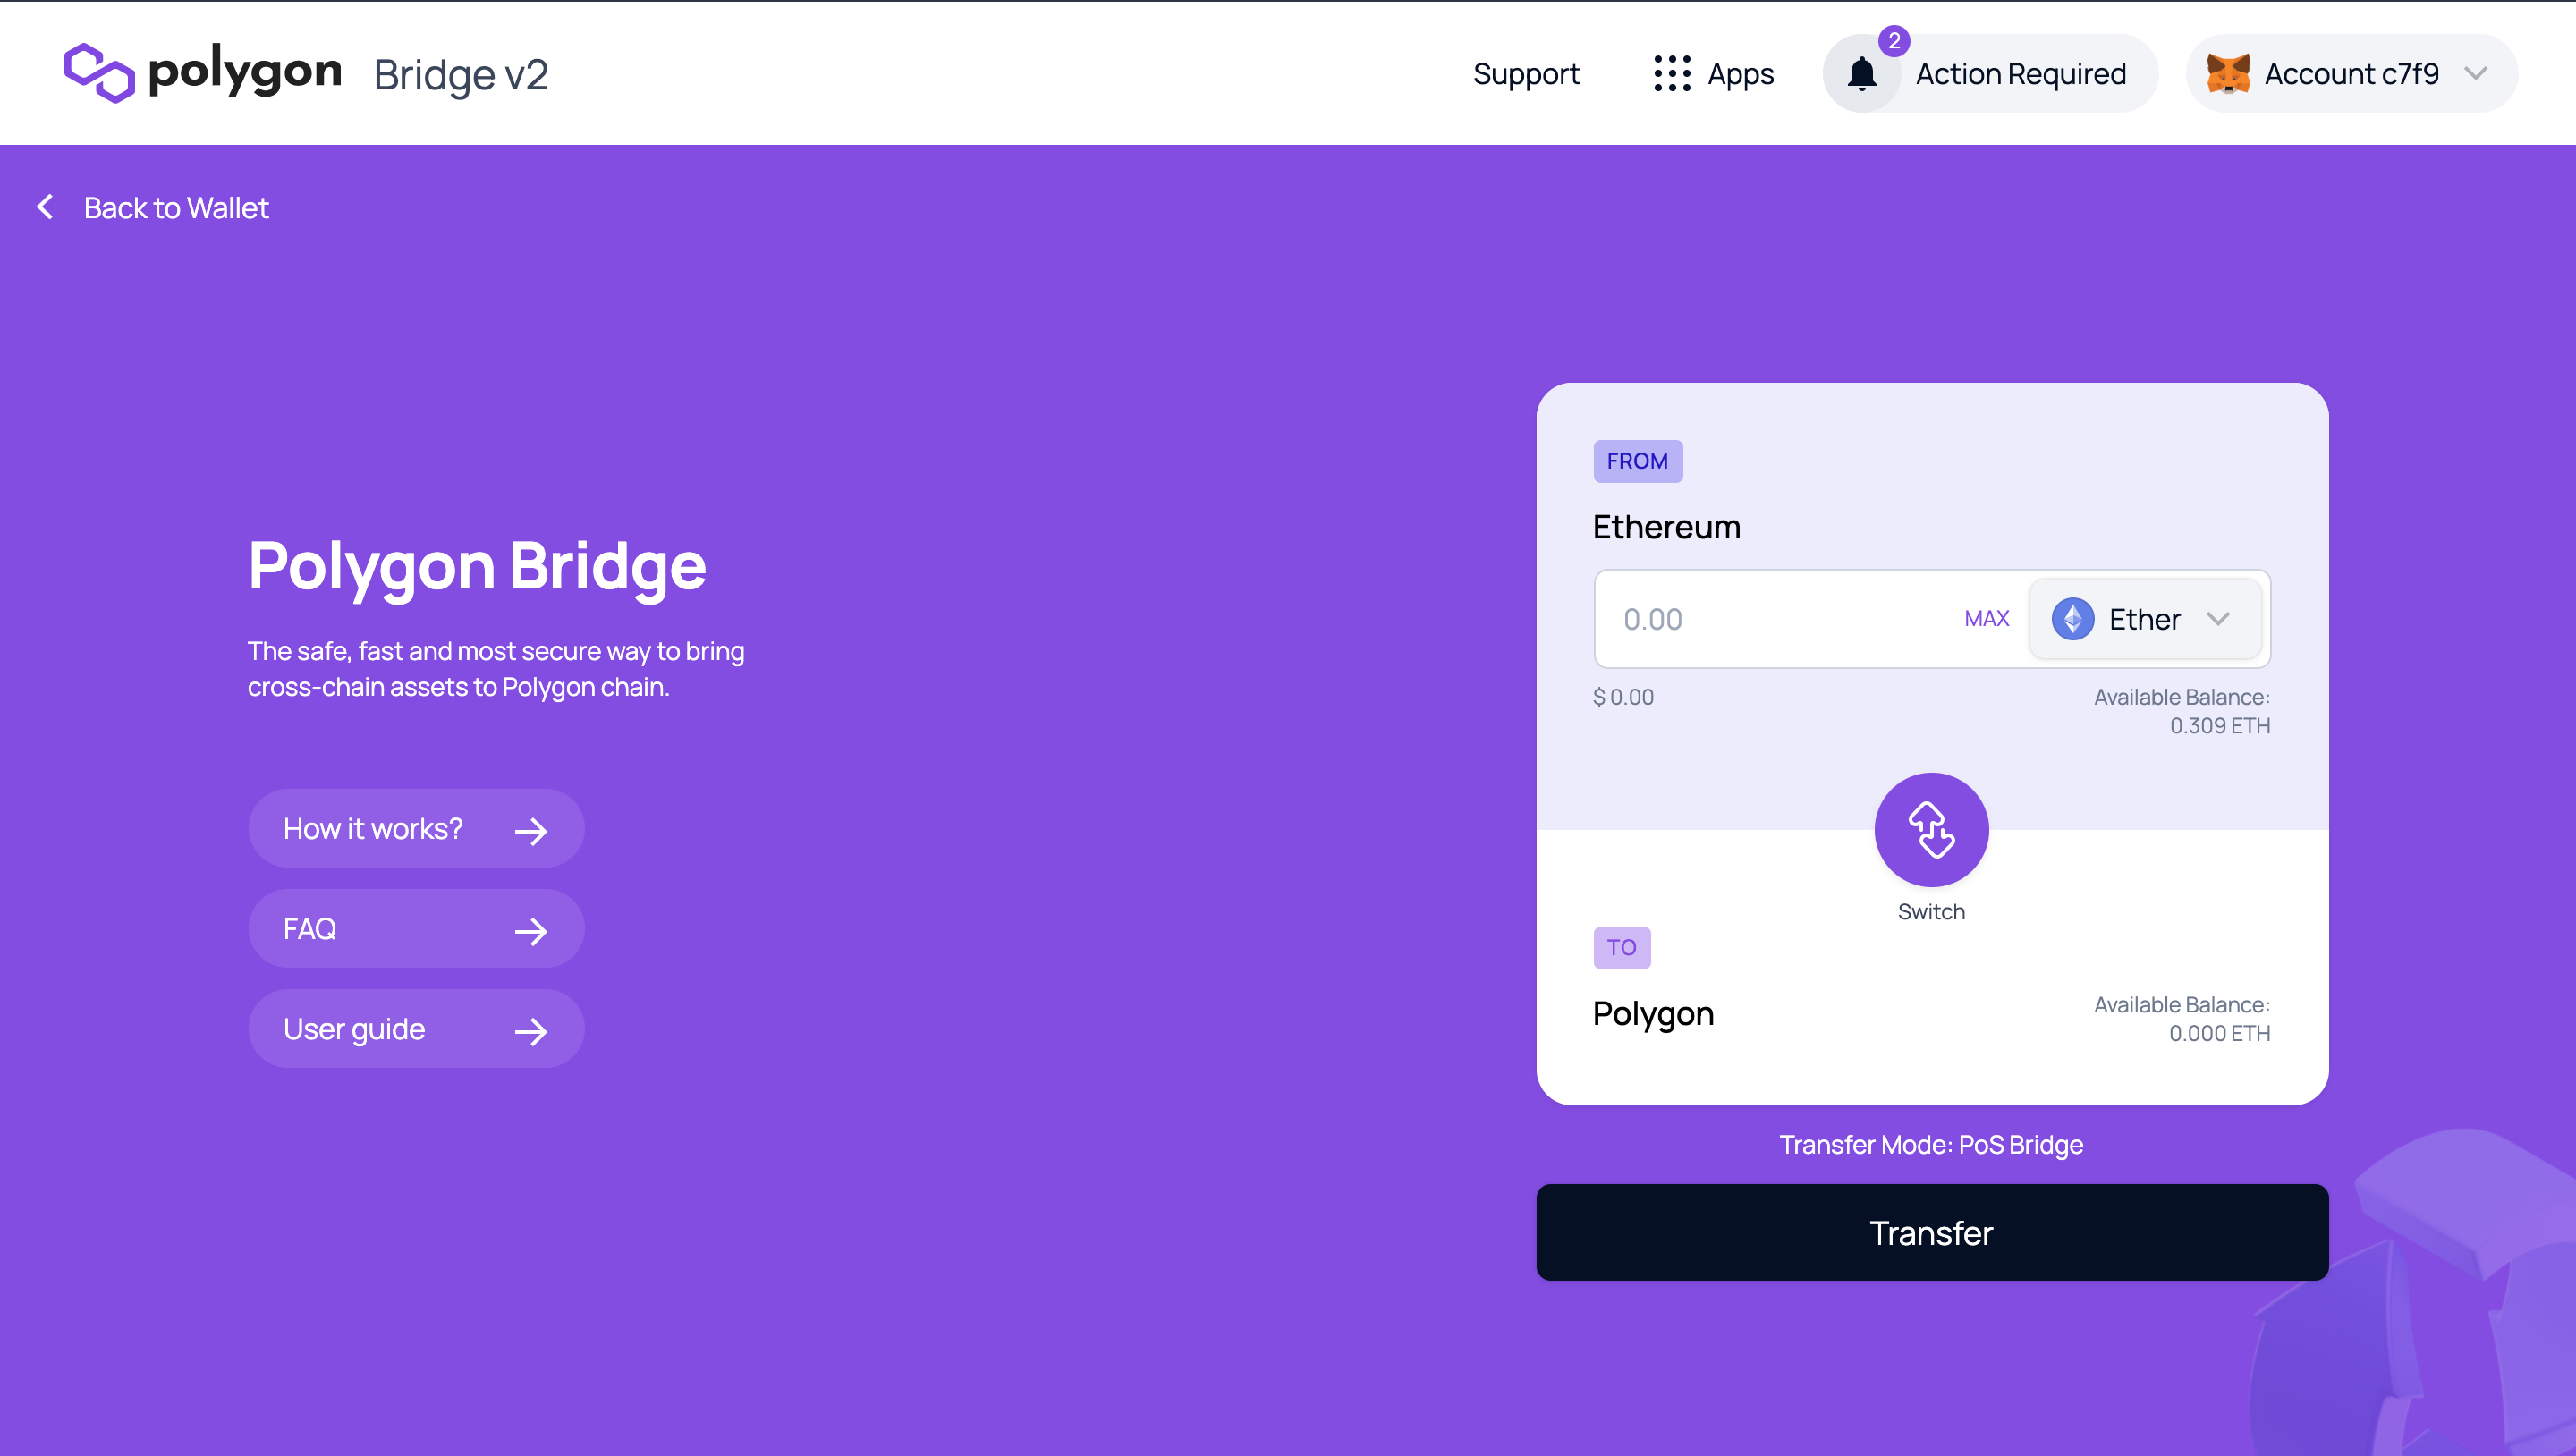 polygon Bridge v2
Support
Apps
2
Action Required
Account c7f9
Back to Wallet
Polygon Bridge
The safe, fast and most secure way to bring
cross-chain assets to Polygon chain.
How it works?
FAQ
User guide
FROM
Ethereum
0.00
MAX
Ether
$ 0.00
Available Balance:
0.309 ETH
Switch
TO
Polygon
Available Balance:
0.000 ETH
Transfer Mode: PoS Bridge
Transfer